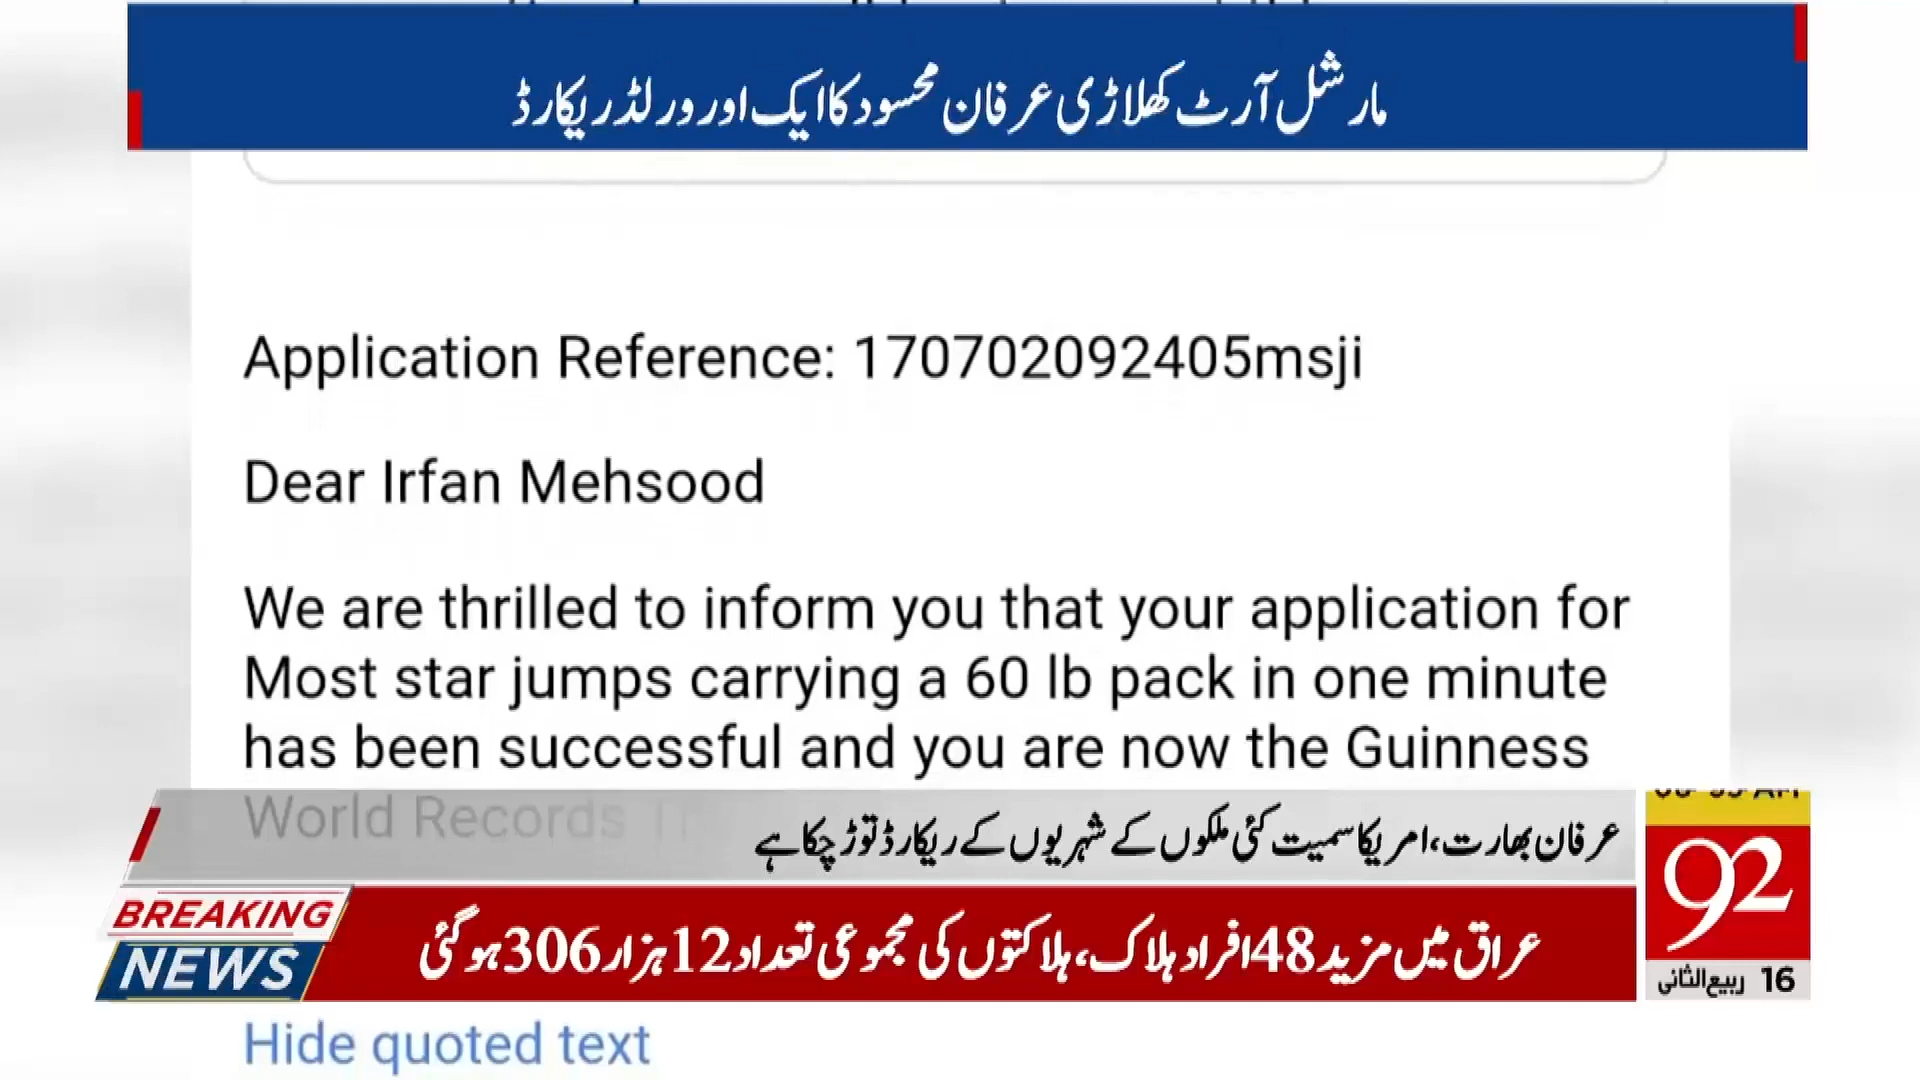 مارشل آرٹ کھلاڑی عرفان محسود کا ایک اور ورلڈ ریکارڈ
Application Reference: 170702092405msji
Dear Irfan Mehsood
We are thrilled to inform you that your application for
Most star jumps carrying a 60 lb pack in one minute
has been successful and you are now the Guinness
World Records
عرفان بھارت، امریکا سمیت کئی ملکوں کے شہریوں کے ریکارڈ توڑ چکا ہے
BREAKING
NEWS
عراق میں مزید 48 افراد ہلاک، ہلاکتوں کی مجموعی تعداد 12 ہزار 306 ہو گئی
92
16 ربیع الثانی
Hide quoted text